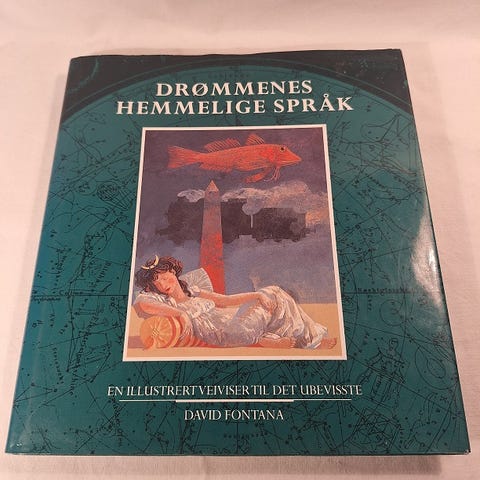 DRØMMENES
HEMMELIGE SPRÅK
EN ILLUSTRERT VEIVISER TIL DET UBEVISSTE
DAVID FONTANA